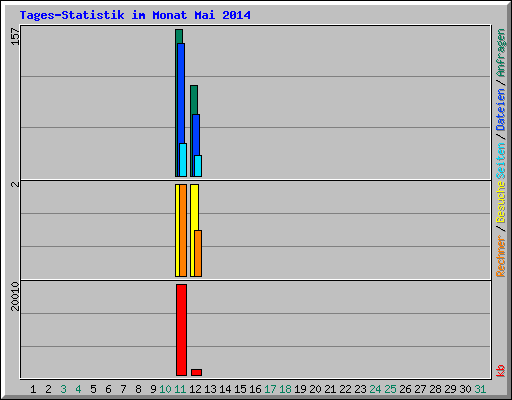 Tages-Statistik im Monat Mai 2014
157
2
20010
Rechner / Besuche Seiten / Dateien / Anfragen
kb
1 2 3 4 5 6 7 8 9 10 11 12 13 14 15 16 17 18 19 20 21 22 23 24 25 26 27 28 29 30 31